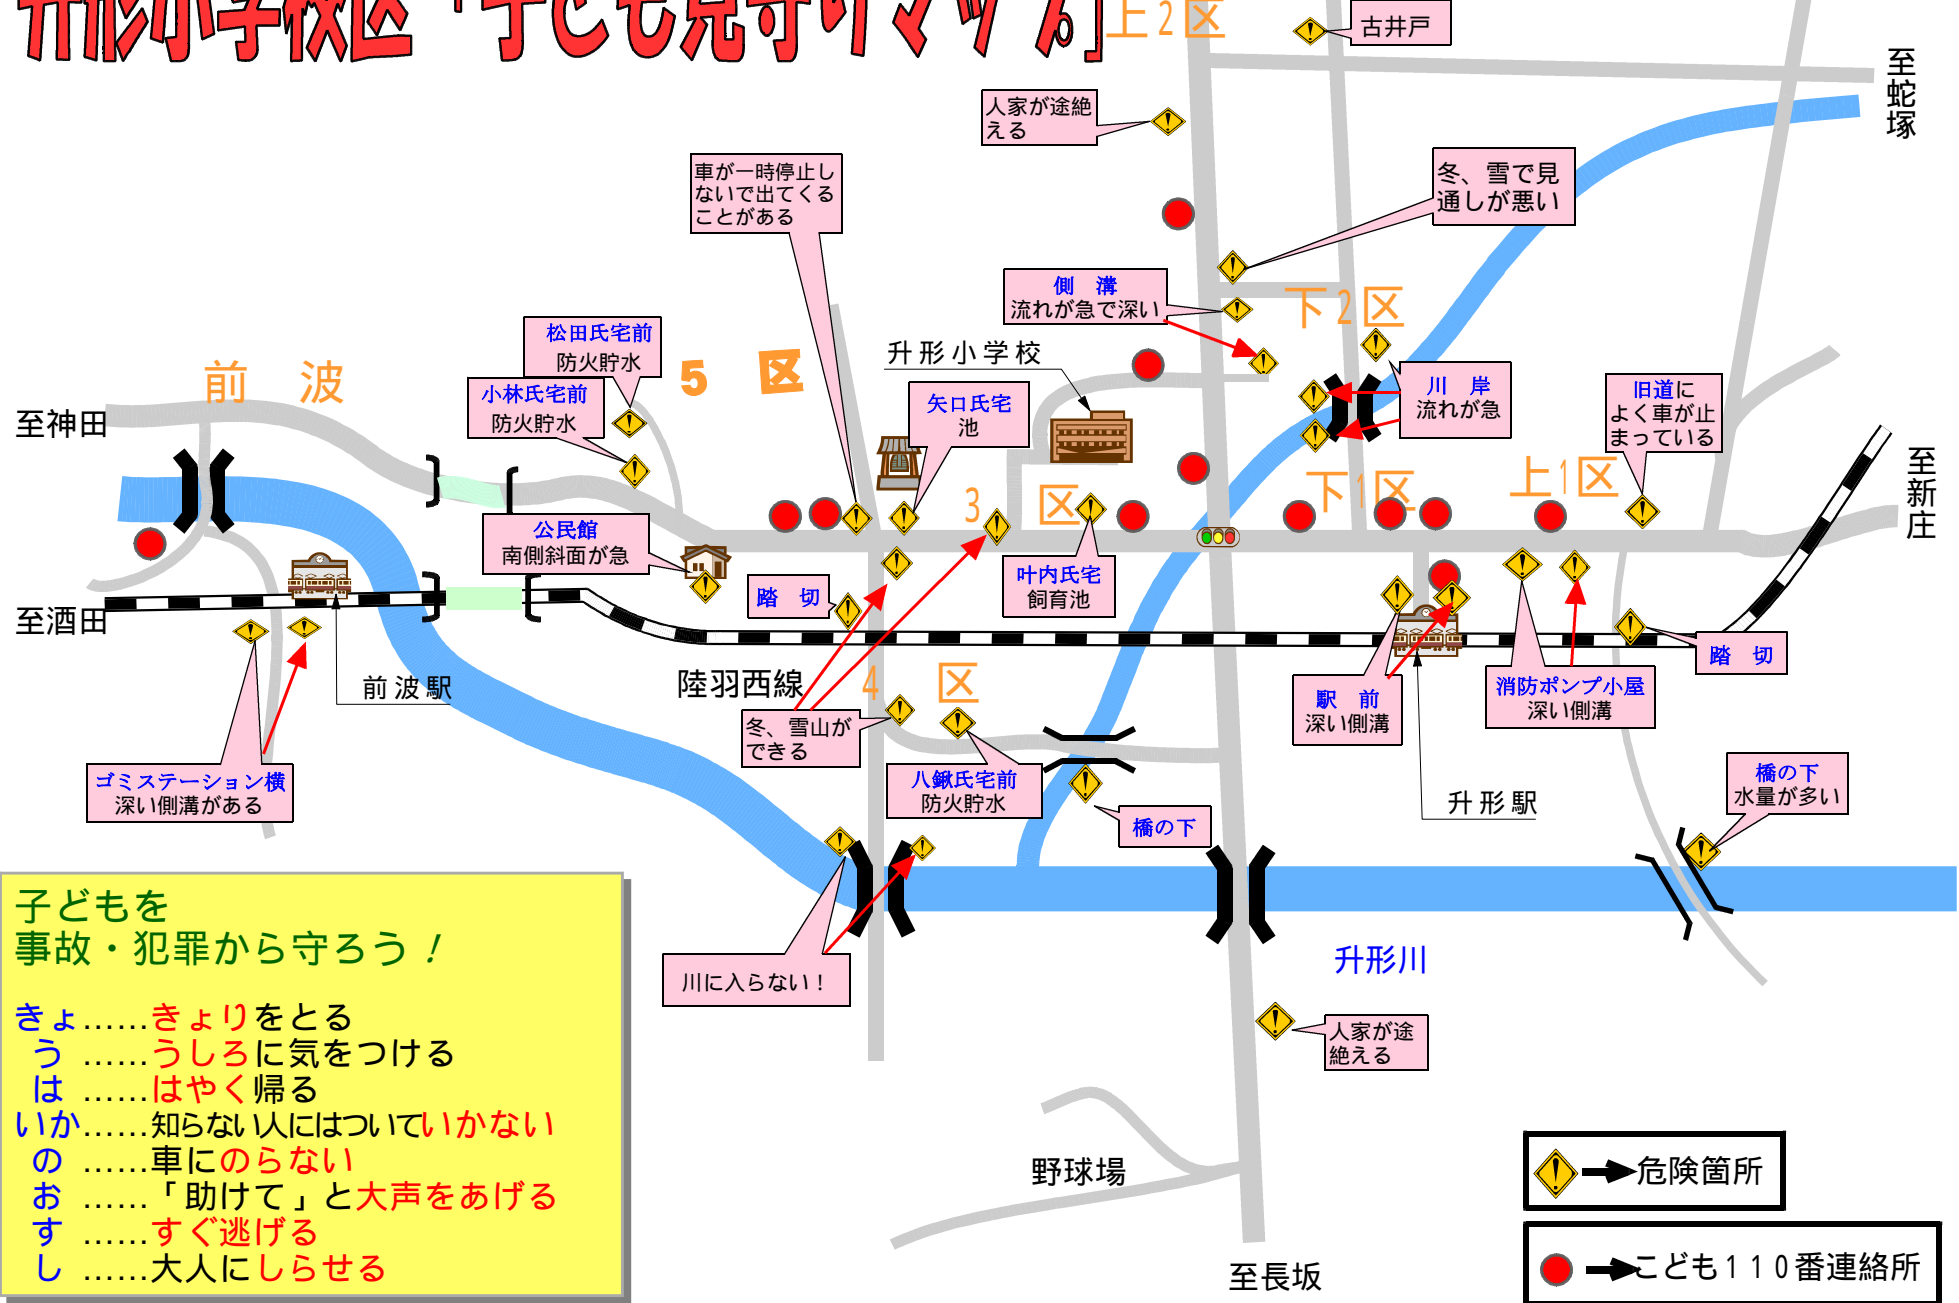 升形小学校区「子ども見守りマップ」
上2区
古井戸
至蛇塚
人家が途絶
える
車が一時停止し
ないで出てくる
ことがある
冬、雪で見
通しが悪い
側　溝
流れが急で深い
下2区
松田氏宅前
防火貯水
5　区
升形小学校
前　波
小林氏宅前
防火貯水
矢口氏宅
池
川　岸
流れが急
旧道に
よく車が止
まっている
至神田
至新庄
3　区
下1区
上1区
公民館
南側斜面が急
踏　切
叶内氏宅
飼育池
至酒田
前波駅
陸羽西線
4　区
冬、雪山が
できる
駅　前
深い側溝
消防ポンプ小屋
深い側溝
踏　切
ゴミステーション横
深い側溝がある
八鍬氏宅前
防火貯水
橋の下
升形駅
橋の下
水量が多い
川に入らない！
升形川
人家が途
絶える
野球場
至長坂
子どもを
事故・犯罪から守ろう！
きょ……きょりをとる
う……うしろに気をつける
は……はやく帰る
いか……知らない人にはついていかない
の……車にのらない
お……「助けて」と大声をあげる
す……すぐ逃げる
し……大人にしらせる
危険箇所
こども110番連絡所